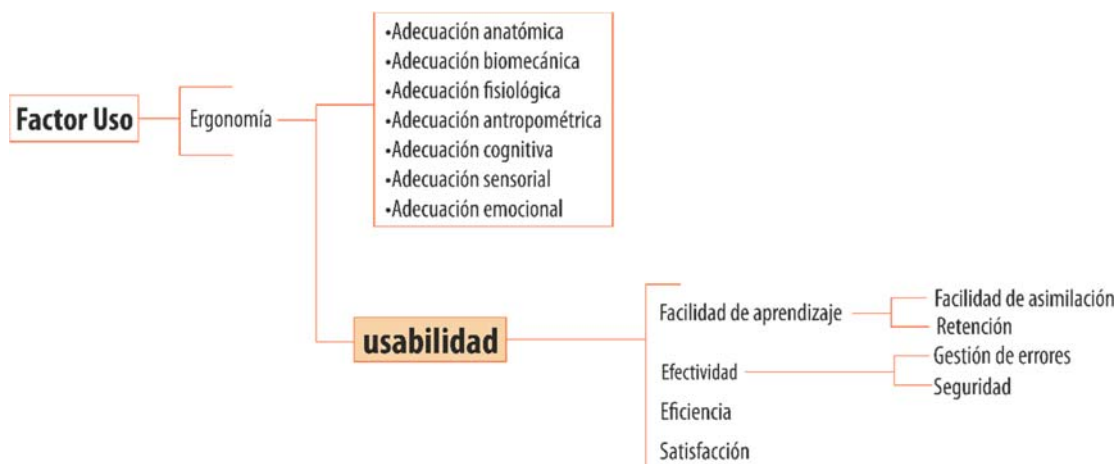 Factor Uso
Ergonomía
•Adecuación anatómica
•Adecuación biomecánica
•Adecuación fisiológica
•Adecuación antropométrica
•Adecuación cognitiva
•Adecuación sensorial
•Adecuación emocional
usabilidad
Facilidad de aprendizaje
Facilidad de asimilación
Retención
Efectividad
Gestión de errores
Seguridad
Eficiencia
Satisfacción